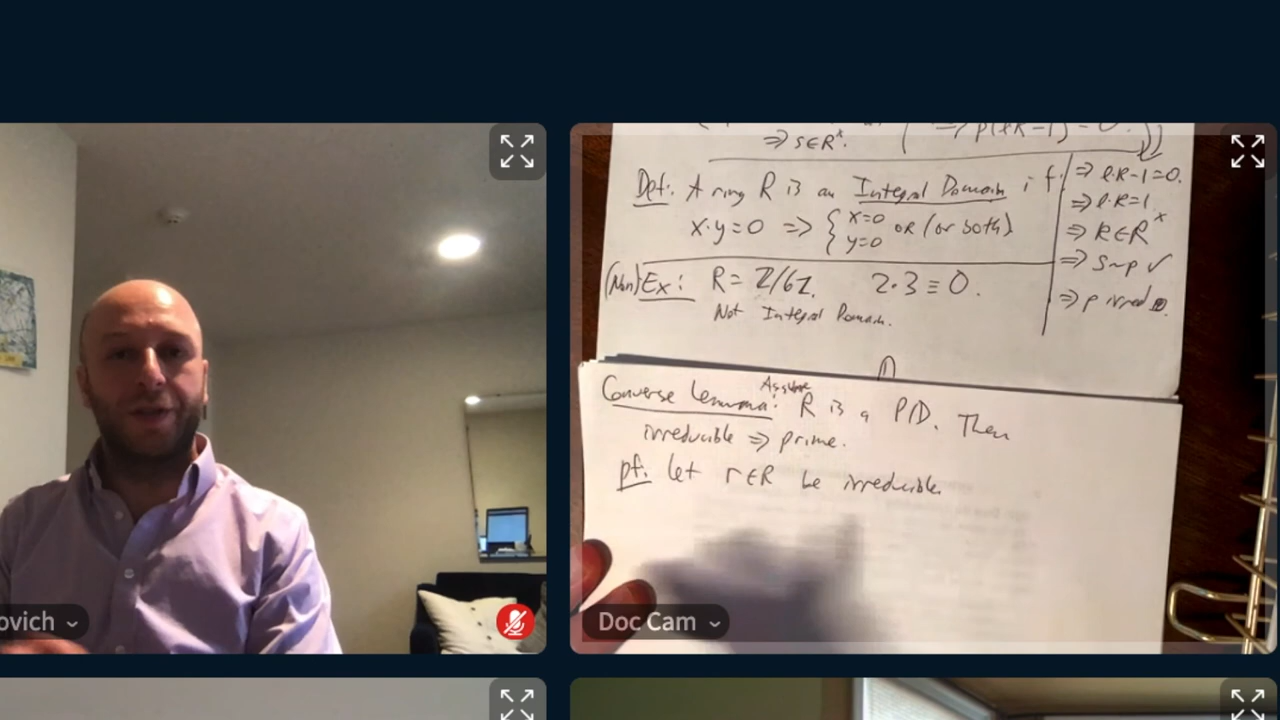 ⇒ s∈Rˣ. ⇒ p(lk-1)=0.
Def: A ring R is an Integral Domain if
x·y=0 ⇒ { x=0 or (or both)
y=0
⇒ l·k-1=0.
⇒ l·k=1
⇒ k∈Rˣ
⇒ s~p ✓
⇒ p irred
(Non)Ex: R= Z/6Z. 2·3≡0.
Not Integral Domain.
Converse Lemma: Assume R is a PID. Then
irreducible ⇒ prime.
pf. Let r∈R be irreducible.
ovich
Doc Cam